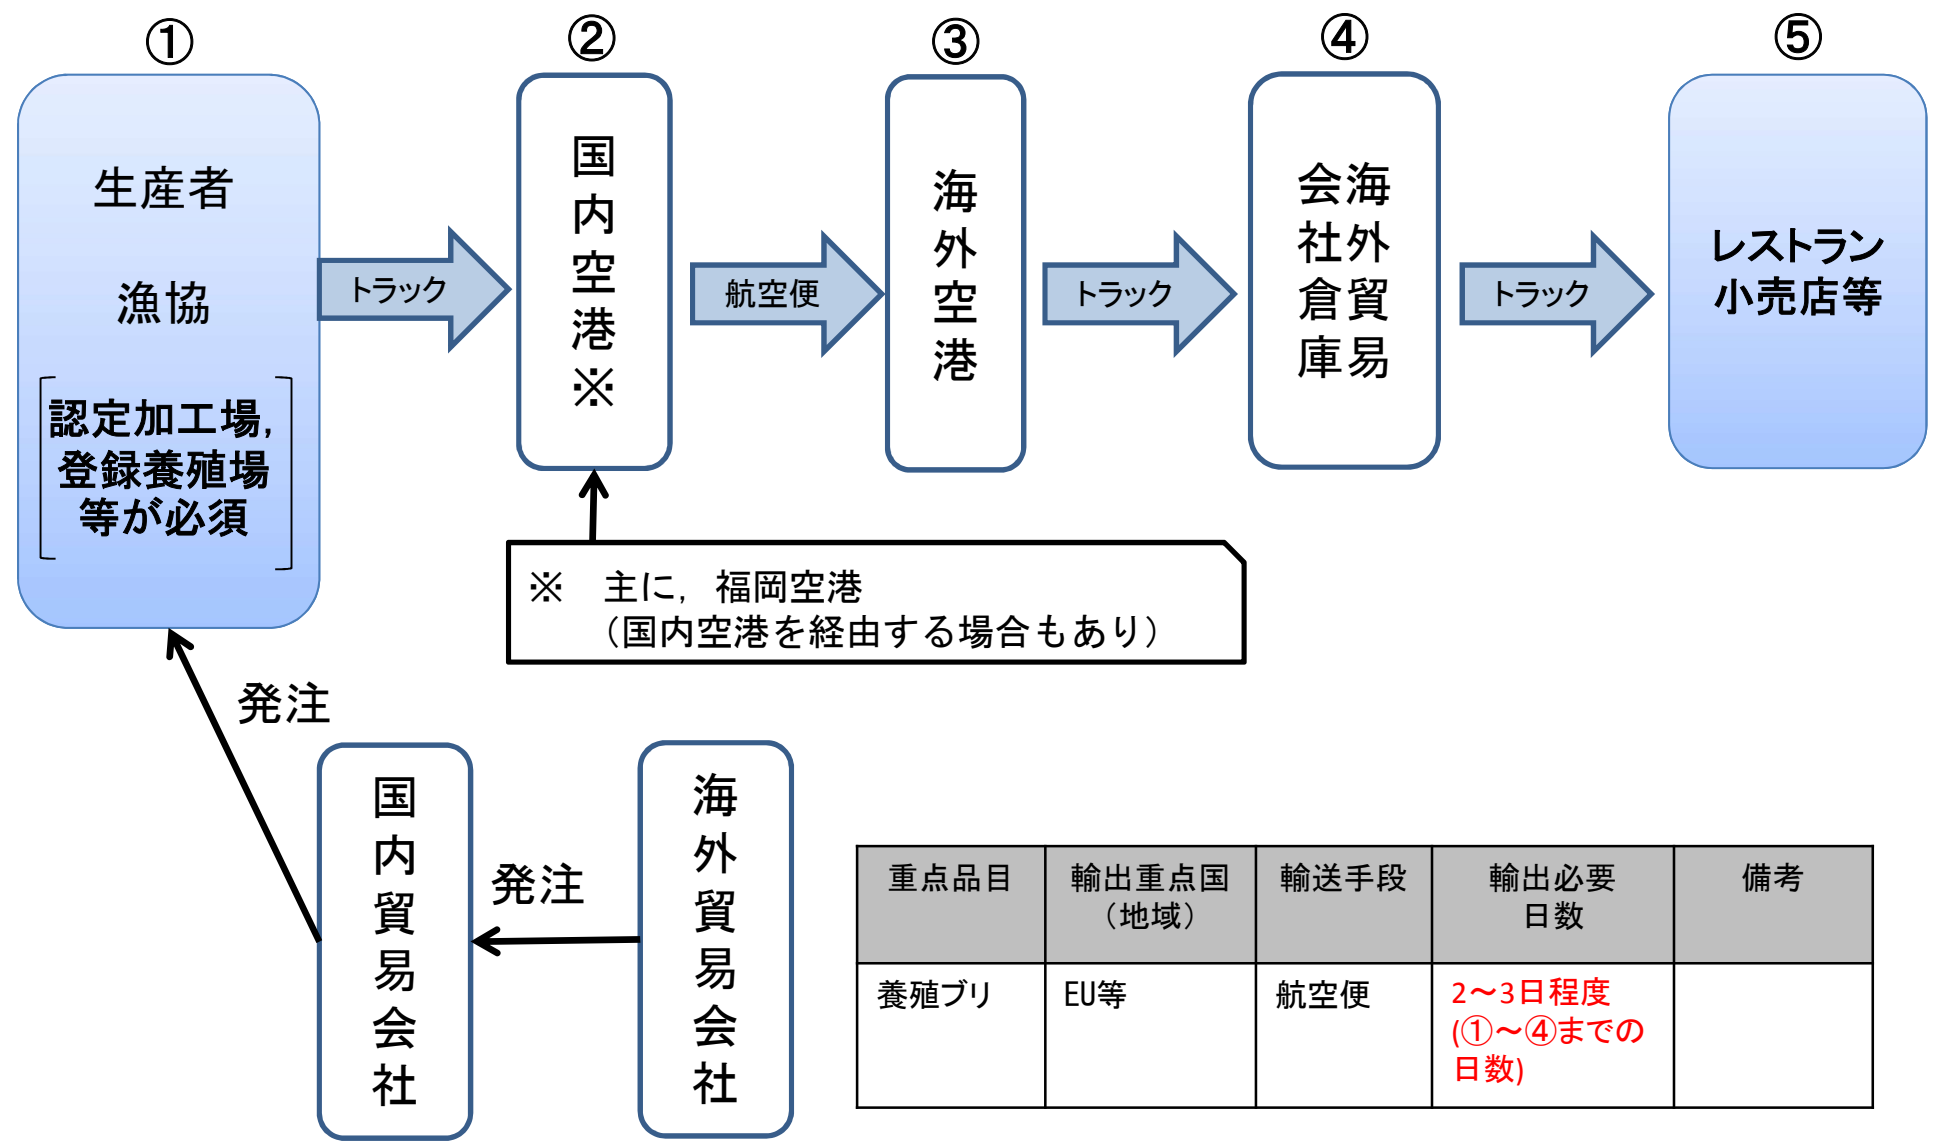 ①
生産者
漁協
認定加工場,
登録養殖場
等が必須
トラック
②
国内空港※
航空便
③
海外空港
トラック
④
海外貿易
会社倉庫
トラック
⑤
レストラン
小売店等
※　主に,　福岡空港
（国内空港を経由する場合もあり）
発注
国内貿易会社
発注
海外貿易会社
重点品目
輸出重点国
（地域）
輸送手段
輸出必要
日数
備考
養殖ブリ
EU等
航空便
2～3日程度
(①～④までの
日数)